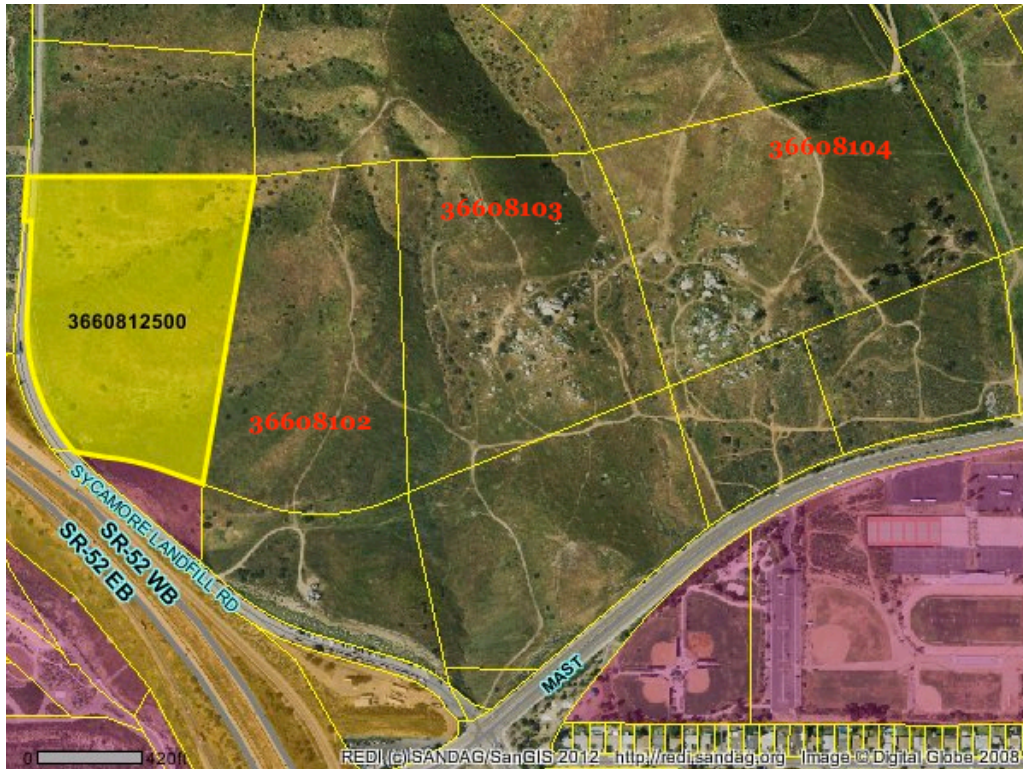 36608104
36608103
3660812500
36608102
SYCAMORE LANDFILL RD
SR-52 WB
SR-52 EB
MAST
0 420ft
REDI (c)SANDAG/SanGIS 2012 http://redi.sandag.org Image © Digital Globe 2008